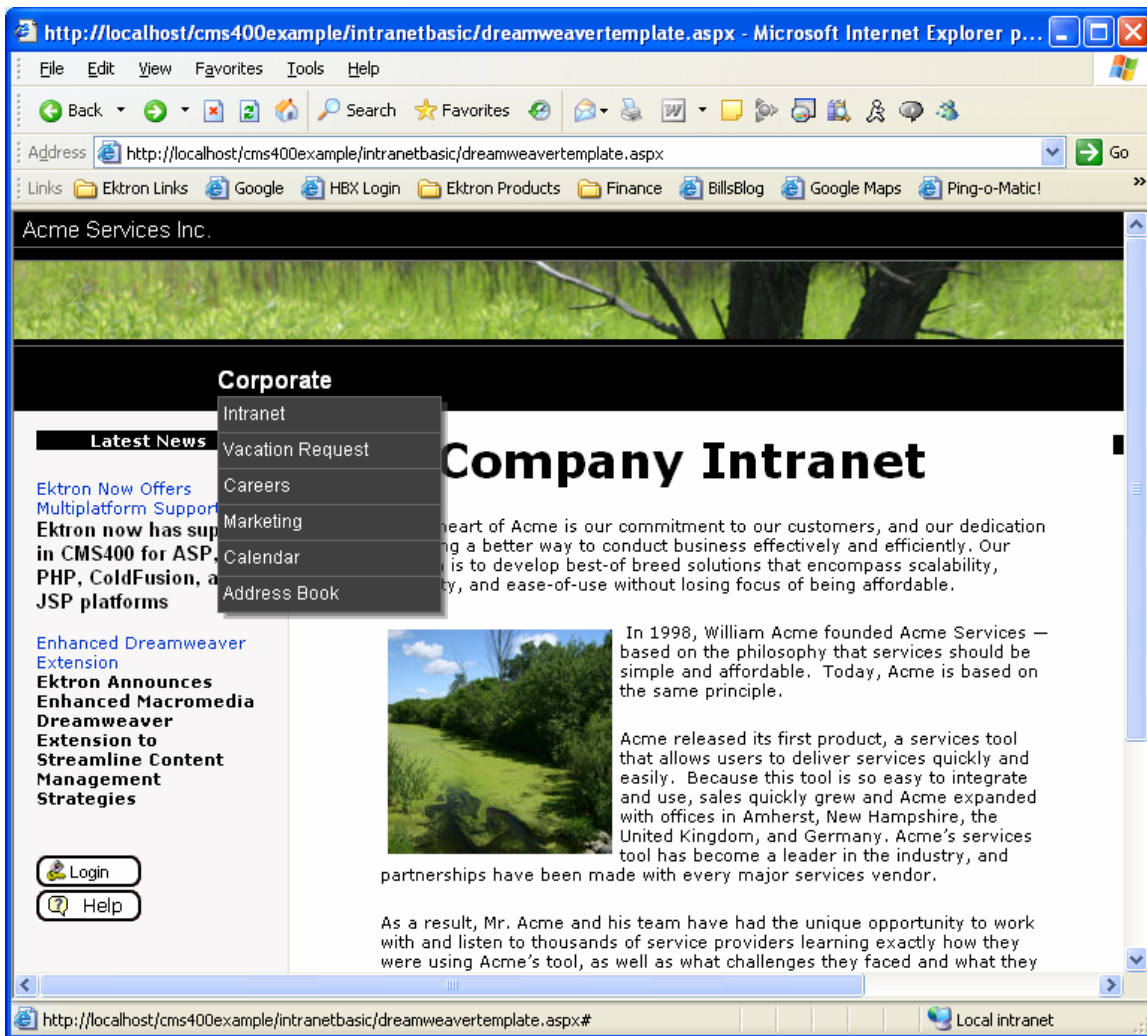 http://localhost/cms400example/intranetbasic/dreamweavertemplate.aspx - Microsoft Internet Explorer p...
File Edit View Favorites Tools Help
Back Search Favorites
Address http://localhost/cms400example/intranetbasic/dreamweavertemplate.aspx Go
Links Ektron Links Google HBX Login Ektron Products Finance BillsBlog Google Maps Ping-o-Matic! »
Acme Services Inc.
Corporate
Intranet
Vacation Request
Careers
Marketing
Calendar
Address Book
Latest News
Ektron Now Offers
Multiplatform Support
Ektron now has
in CMS400 for ASP,
PHP, ColdFusion,
JSP platforms
Enhanced Dreamweaver
Extension
Ektron Announces
Enhanced Macromedia
Dreamweaver
Extension to
Streamline Content
Management
Strategies
Login
Help
Company Intranet
heart of Acme is our commitment to our customers, and our dedication
a better way to conduct business effectively and efficiently. Our
is to develop best-of breed solutions that encompass scalability,
and ease-of-use without losing focus of being affordable.
In 1998, William Acme founded Acme Services —
based on the philosophy that services should be
simple and affordable. Today, Acme is based on
the same principle.
Acme released its first product, a services tool
that allows users to deliver services quickly and
easily. Because this tool is so easy to integrate
and use, sales quickly grew and Acme expanded
with offices in Amherst, New Hampshire, the
United Kingdom, and Germany. Acme's services
tool has become a leader in the industry, and
partnerships have been made with every major services vendor.
As a result, Mr. Acme and his team have had the unique opportunity to work
with and listen to thousands of service providers learning exactly how they
were using Acme's tool, as well as what challenges they faced and what they
http://localhost/cms400example/intranetbasic/dreamweavertemplate.aspx# Local intranet